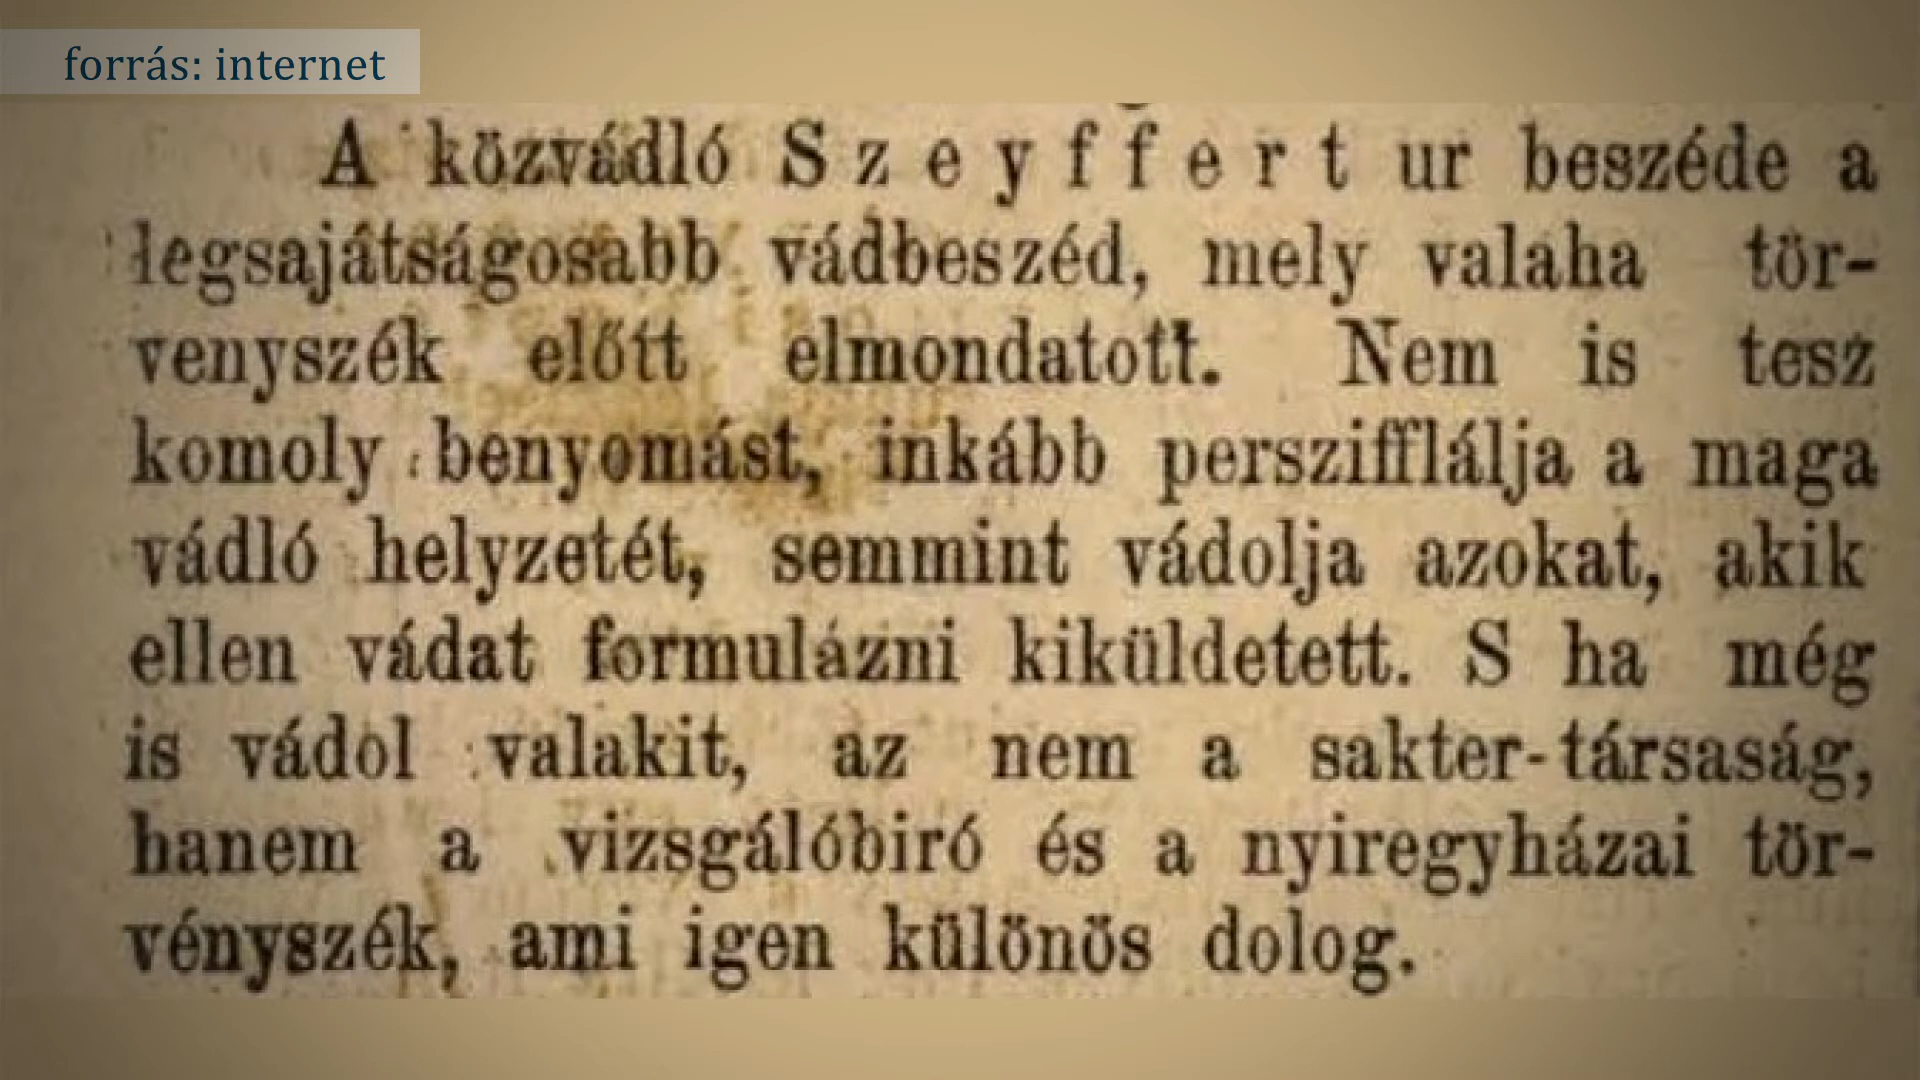 forrás: internet
A közvádló Szeyffert ur beszéde a
legsajátságosabb vádbeszéd, mely valaha tör-
venyszék előtt elmondatott. Nem is tesz
komoly benyomást, inkább perszifflálja a maga
vádló helyzetét, semmint vádolja azokat, akik
ellen vádat formulázni kiküldetett. S ha még
is vádol valakit, az nem a sakter-társaság,
hanem a vizsgálóbiró és a nyiregyházai tör-
vényszék, ami igen különös dolog.